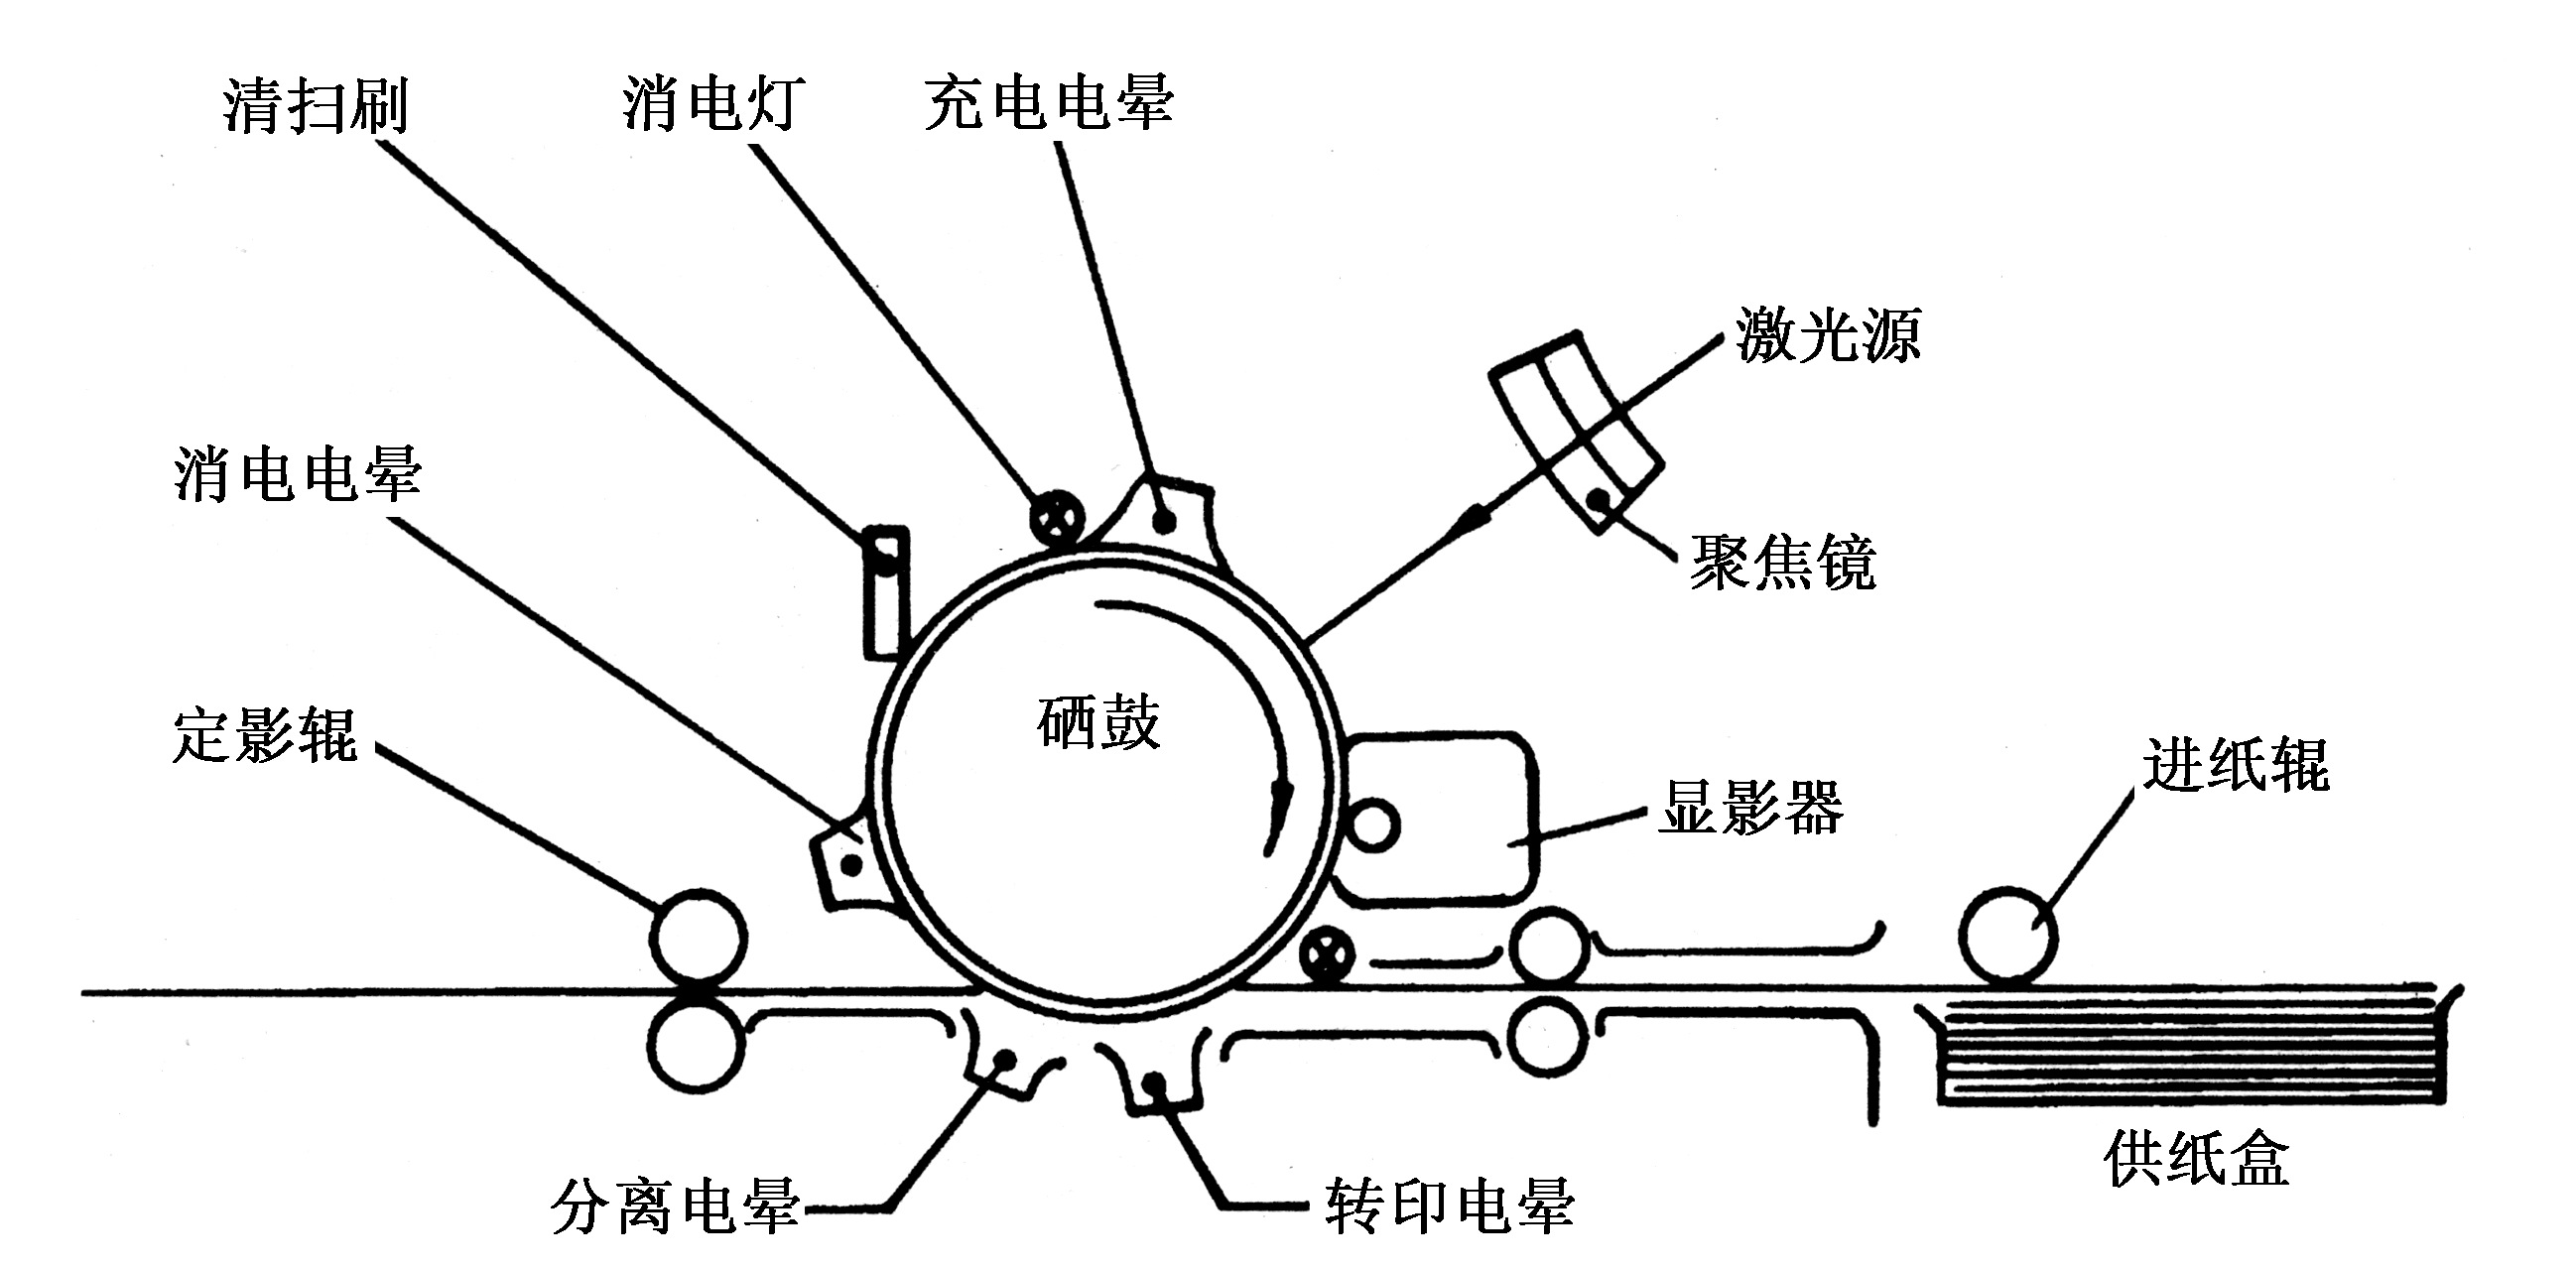 清扫刷
消电灯
充电电晕
激光源
消电电晕
聚焦镜
硒鼓
定影辊
进纸辊
显影器
供纸盒
分离电晕
转印电晕